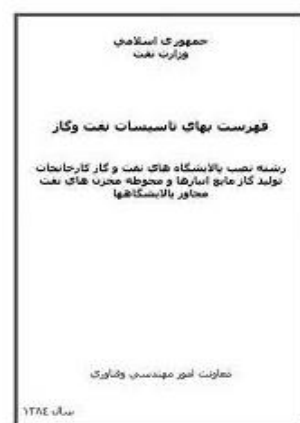 جمهوری اسلامی
وزارت نفت
فهرست بهای تاسیسات نفت وگاز
رشته نصب پالایشگاه های نفت و گاز کارخانجات
تولید گاز مایع انبارها و محوطه مخزن های نفت
مجاور پالایشگاهها
معاونت امور مهندسی وفناوری
سال ۱۳۸٤